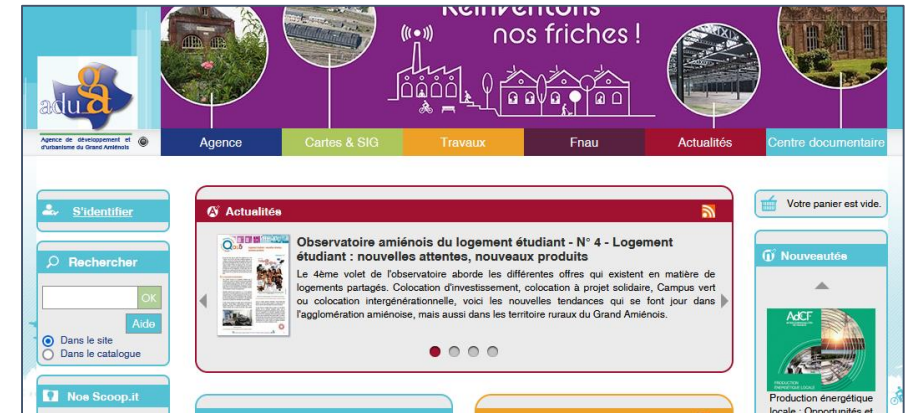 Réinventons
nos friches !
adu
ga
Agence de développement et
d'urbanisme du Grand Amiénois
Agence
Cartes & SIG
Travaux
Fnau
Actualités
Centre documentaire
S'identifier
Rechercher
OK
Aide
Dans le site
Dans le catalogue
Nos Scoop.it
Actualités
Observatoire amiénois du logement étudiant - N° 4 - Logement
étudiant : nouvelles attentes, nouveaux produits
Le 4ème volet de l'observatoire aborde les différentes offres qui existent en matière de
logements partagés. Colocation d'investissement, colocation à projet solidaire, Campus vert
ou colocation intergénérationnelle, voici les nouvelles tendances qui se font jour dans
l'agglomération amiénoise, mais aussi dans les territoire ruraux du Grand Amiénois.
Votre panier est vide.
Nouveautés
AdCF
PRODUCTION
ÉNERGÉTIQUE LOCALE
Production énergétique
locale : Opportunités et